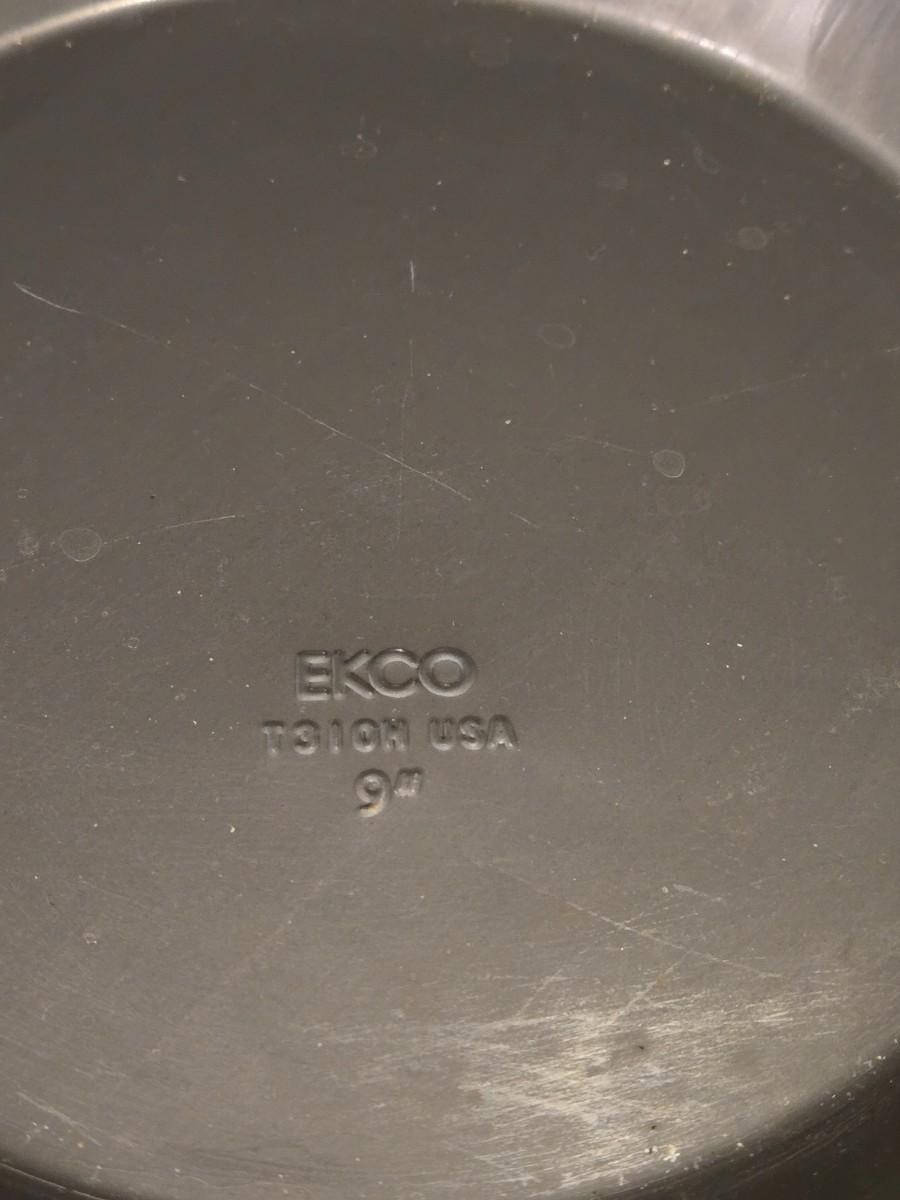 EKCO
T310H USA
9"